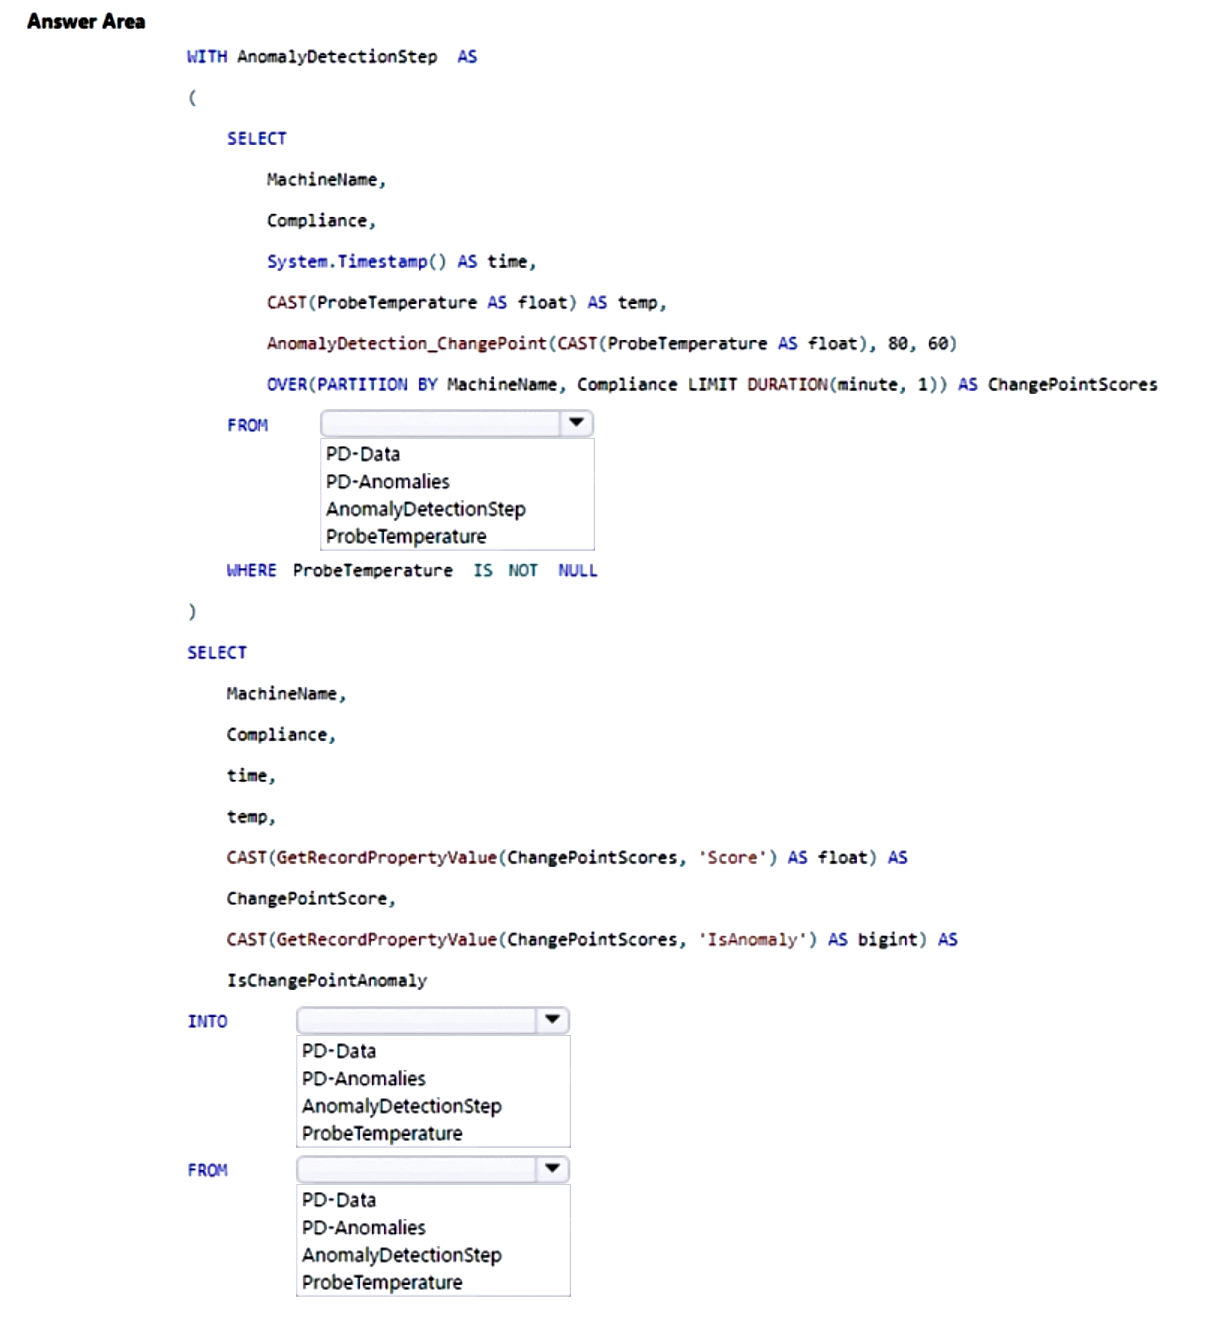 Answer Area
WITH AnomalyDetectionStep AS
(
SELECT
MachineName,
Compliance,
System.Timestamp() AS time,
CAST(ProbeTemperature AS float) AS temp,
AnomalyDetection_ChangePoint(CAST(ProbeTemperature AS float), 80, 60)
OVER(PARTITION BY MachineName, Compliance LIMIT DURATION(minute, 1)) AS ChangePointScores
FROM
PD-Data
PD-Anomalies
AnomalyDetectionStep
ProbeTemperature
WHERE ProbeTemperature IS NOT NULL
)
SELECT
MachineName,
Compliance,
time,
temp,
CAST(GetRecordPropertyValue(ChangePointScores, 'Score') AS float) AS
ChangePointScore,
CAST(GetRecordPropertyValue(ChangePointScores, 'IsAnomaly') AS bigint) AS
IsChangePointAnomaly
INTO
PD-Data
PD-Anomalies
AnomalyDetectionStep
ProbeTemperature
FROM
PD-Data
PD-Anomalies
AnomalyDetectionStep
ProbeTemperature